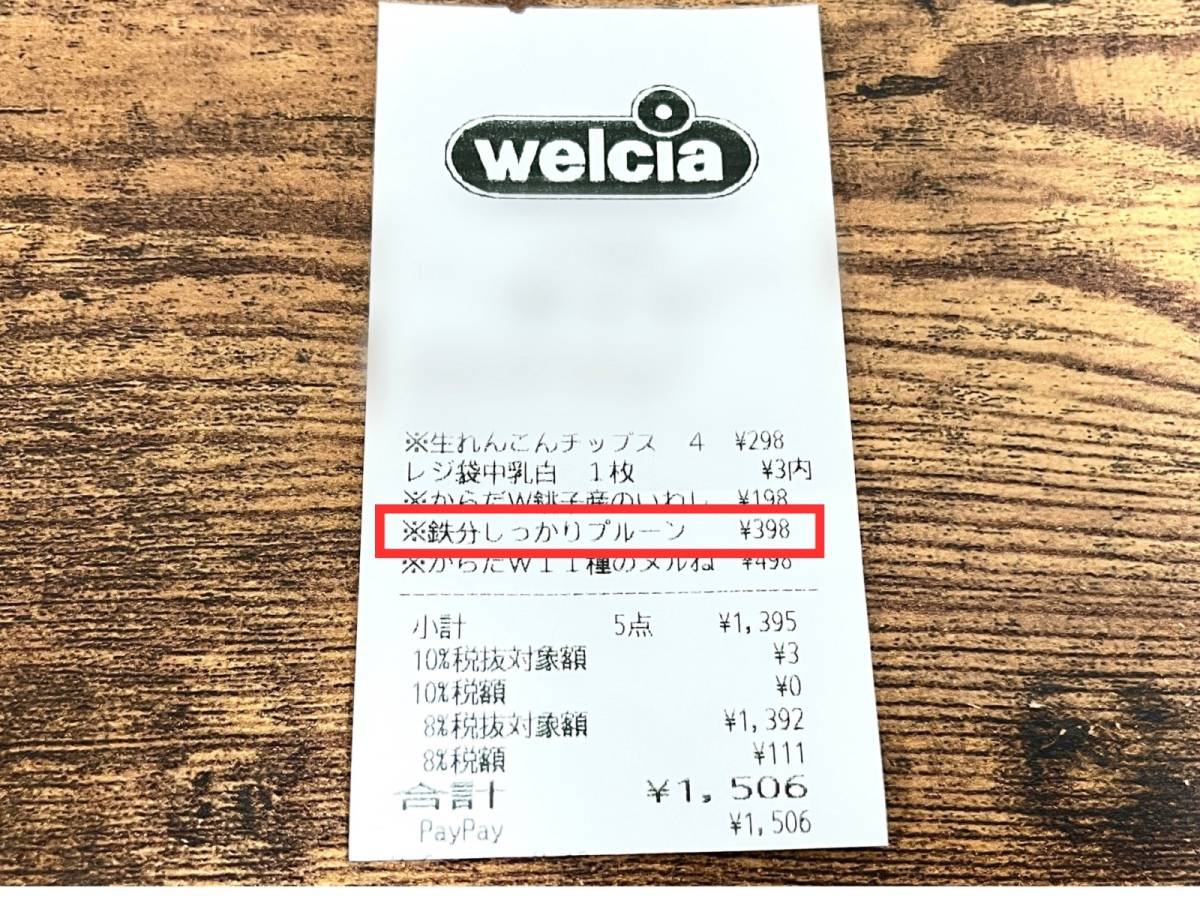 welcia
※生れんこんチップス 4 ¥298
レジ袋中乳白 1枚 ¥3内
※からだW銚子産のいわし ¥198
※鉄分しっかりプルーン ¥398
※からだW11種のヌルね ¥498
小計 5点 ¥1,395
10%税抜対象額 ¥3
10%税額 ¥0
8%税抜対象額 ¥1,392
8%税額 ¥111
合計 ¥1,506
PayPay ¥1,506